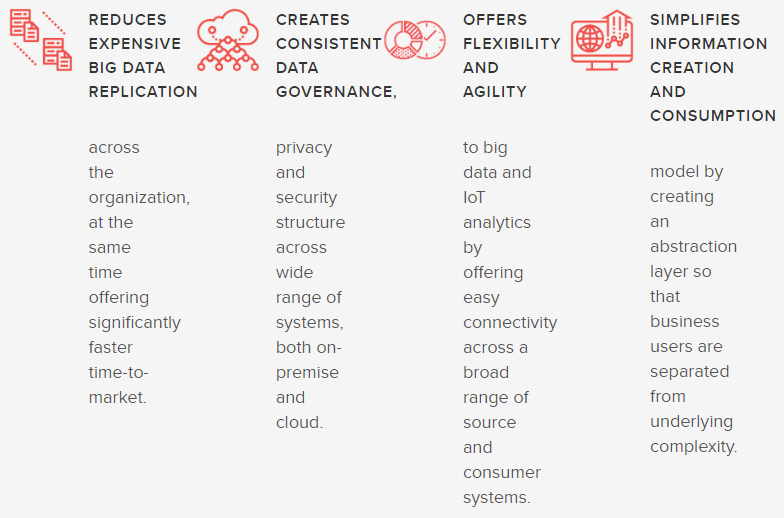 REDUCES
EXPENSIVE
BIG DATA
REPLICATION
across
the
organization,
at the
same
time
offering
significantly
faster
time-to-
market.
CREATES
CONSISTENT
DATA
GOVERNANCE,
privacy
and
security
structure
across
wide
range of
systems,
both on-
premise
and
cloud.
OFFERS
FLEXIBILITY
AND
AGILITY
to big
data and
IoT
analytics
by
offering
easy
connectivity
across a
broad
range of
source
and
consumer
systems.
SIMPLIFIES
INFORMATION
CREATION
AND
CONSUMPTION
model by
creating
an
abstraction
layer so
that
business
users are
separated
from
underlying
complexity.